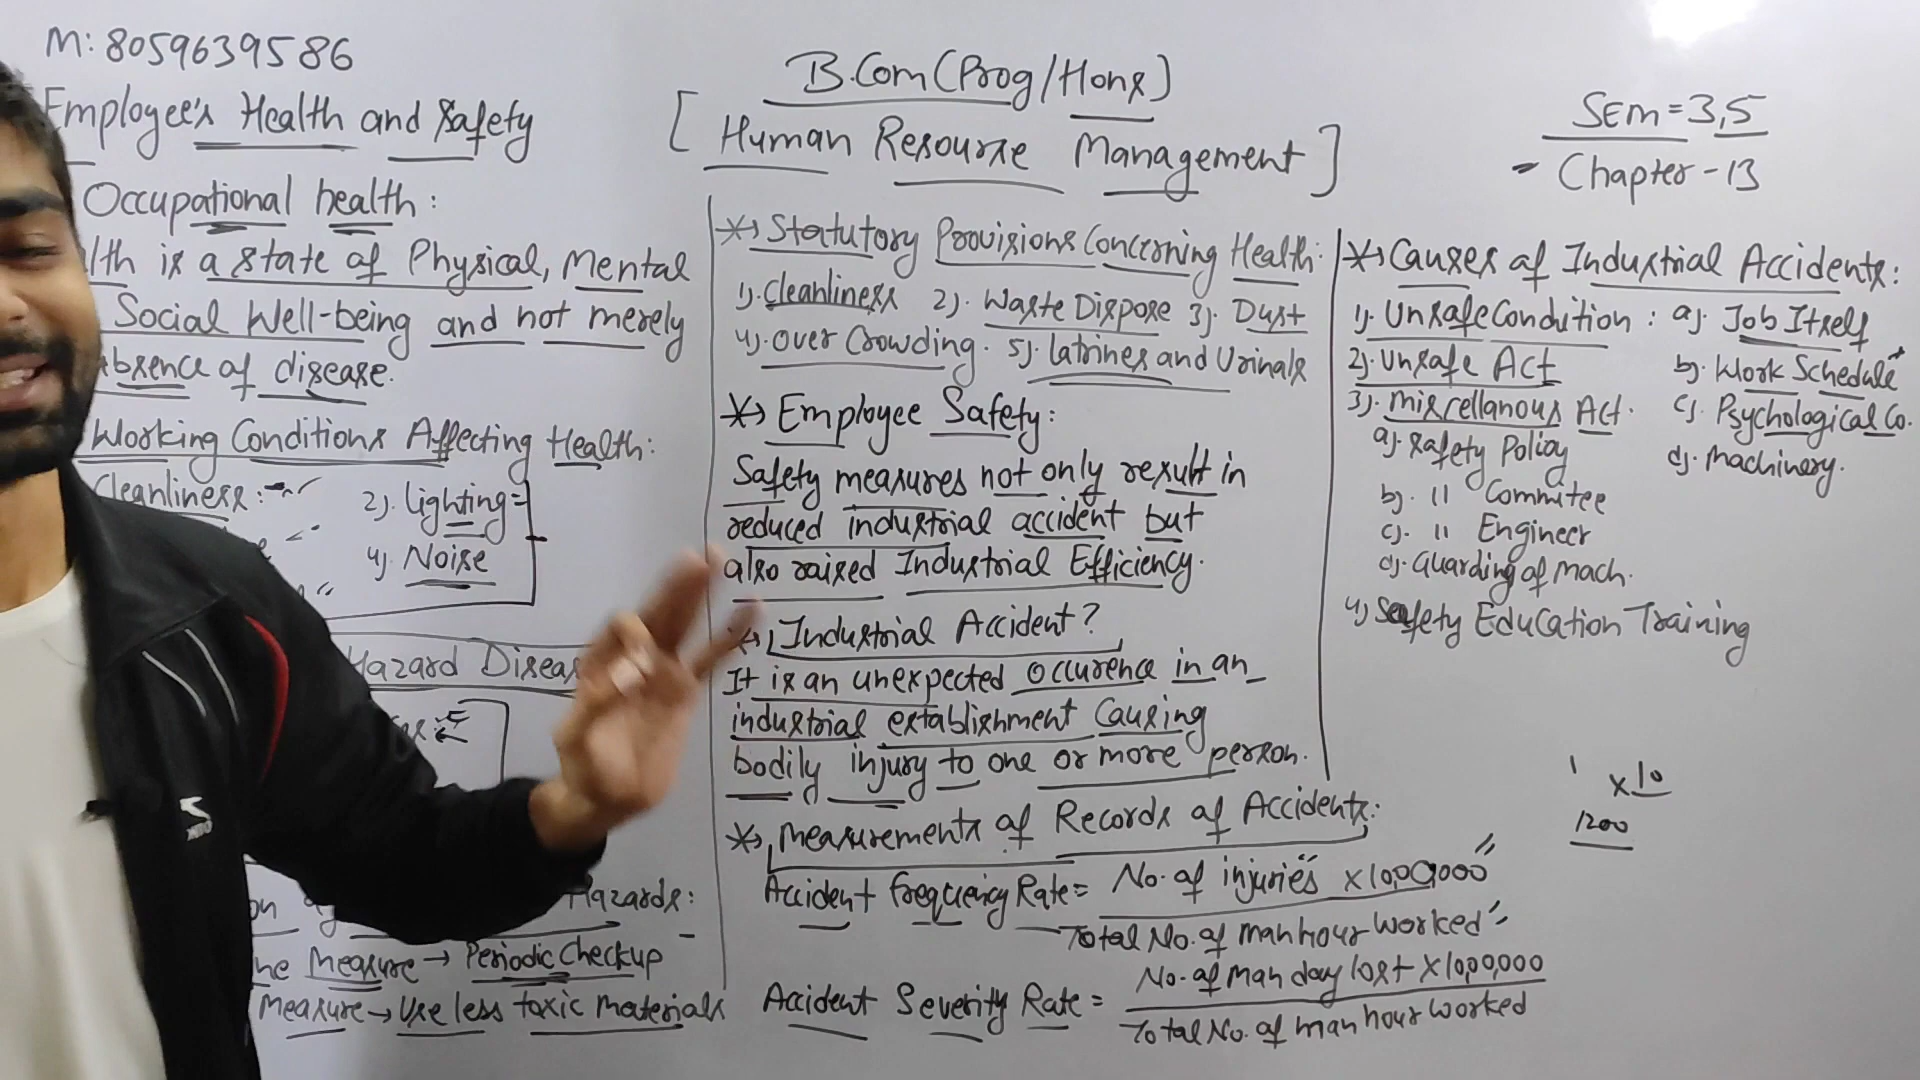 M: 8059639586
Employee's Health and Safety
Occupational health:
lth is a state of Physical, Mental
Social Well-being and not merely
Absence of disease.
Working Conditions Affecting Health:
Cleanliness:
2). lighting
4). Noise
Hazard Diseas
Hazards:
Measure → Periodic Checkup
Measure → Use less toxic materials
B.Com (Prog/Hons)
[Human Resourse Management]
SEM = 3,5
Chapter - 13
*→ Statutory Provisions Concerning Health:
1). Cleanliness 2). Waste Dispose 3). Dust
4). Over Crowding. 5). latrines and Urinals
*→ Employee Safety:
Safety measures not only result in
reduced industrial accident but
also raised Industrial Efficiency.
*→ Industrial Accident?
It is an unexpected occurence in an
industrial establishment Causing
bodily injury to one or more person.
*→ Measurements of Records of Accidents:
Accident frequency Rate = No. of injuries x 10,00,000
Total No. of man hour worked
Accident Severity Rate = No. of Man day lost x 10,00,000
Total No. of man hour worked
*→ Causes of Industrial Accidents:
1). Unsafe Condition: a). Job Itself
2). Unsafe Act b). Work Schedule
3). Miscellanous Act. c). Psychological Co.
a). Safety Policy d). Machinery.
b). " Commitee
c). " Engineer
d). Guarding of Mach.
4) Safety Education Training
x 10
1200